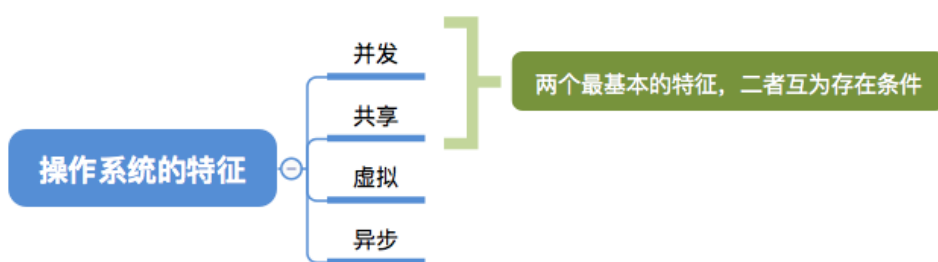 操作系统的特征
并发
共享
虚拟
异步
两个最基本的特征，二者互为存在条件